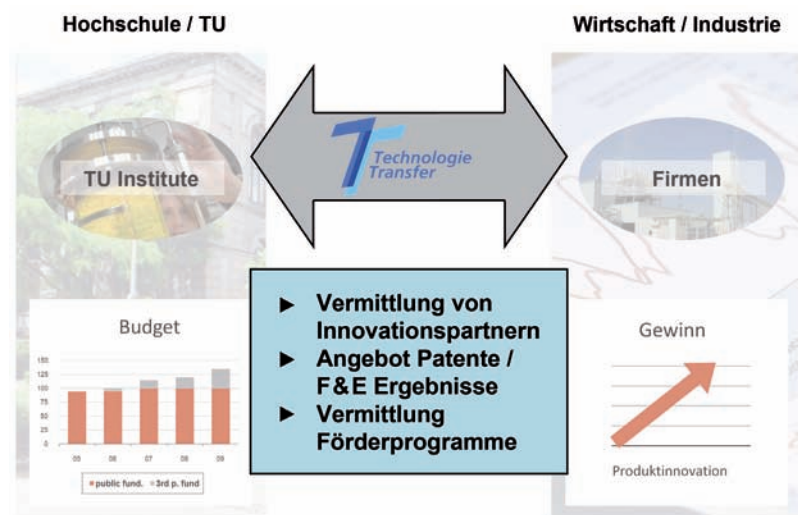 Hochschule / TU
Wirtschaft / Industrie
Technologie
Transfer
TU Institute
Firmen
► Vermittlung von
Innovationspartnern
► Angebot Patente /
F&E Ergebnisse
► Vermittlung
Förderprogramme
Budget
150
125
100
75
50
25
0
05 06 07 08 09
public fund. 3rd p. fund
Gewinn
Produktinnovation